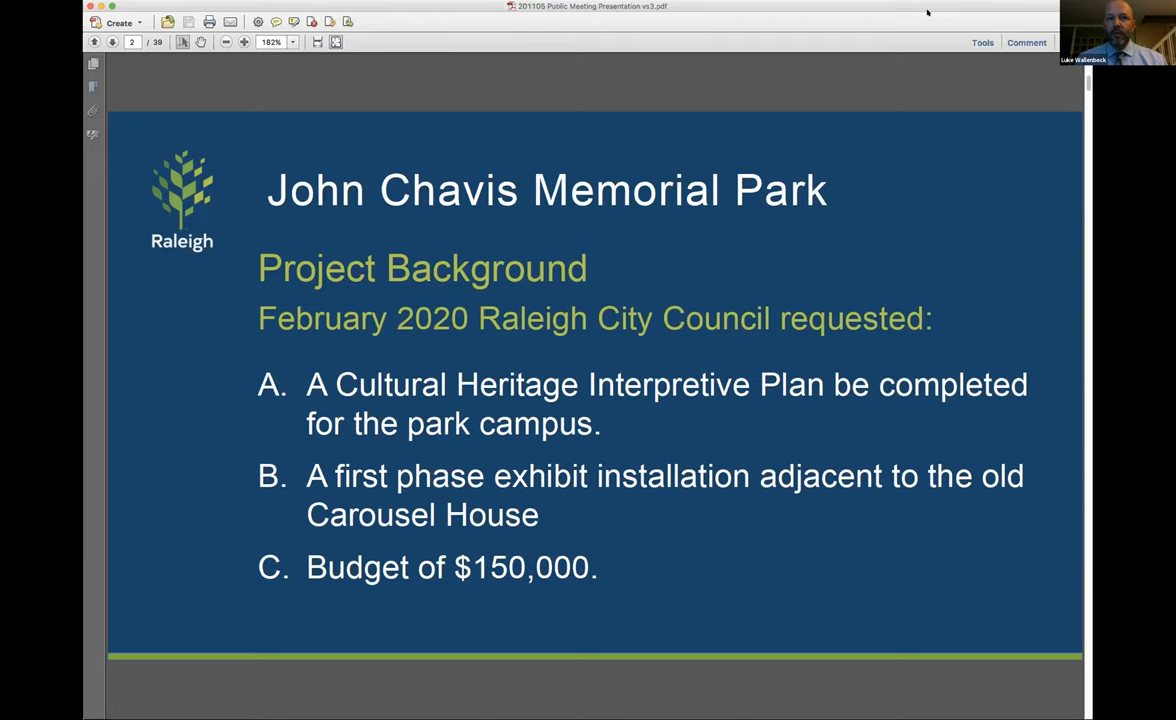 201105 Public Meeting Presentation vs3.pdf
Create
2 / 39
182%
Tools
Comment
Luke Wallenbeck
John Chavis Memorial Park
Raleigh
Project Background
February 2020 Raleigh City Council requested:
A. A Cultural Heritage Interpretive Plan be completed
for the park campus.
B. A first phase exhibit installation adjacent to the old
Carousel House
C. Budget of $150,000.